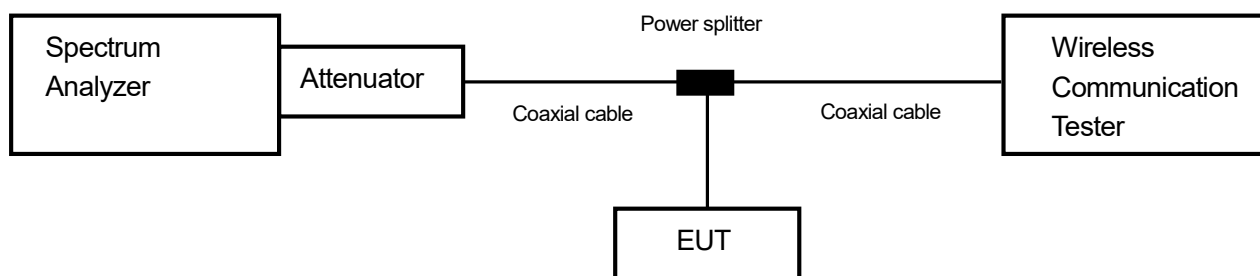 Power splitter
Spectrum
Analyzer
Attenuator
Wireless
Communication
Tester
Coaxial cable
Coaxial cable
EUT